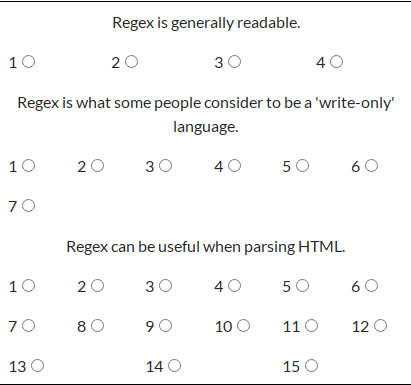 Regex is generally readable.
1 2 3 4
Regex is what some people consider to be a 'write-only'
language.
1 2 3 4 5 6
7
Regex can be useful when parsing HTML.
1 2 3 4 5 6
7 8 9 10 11 12
13 14 15